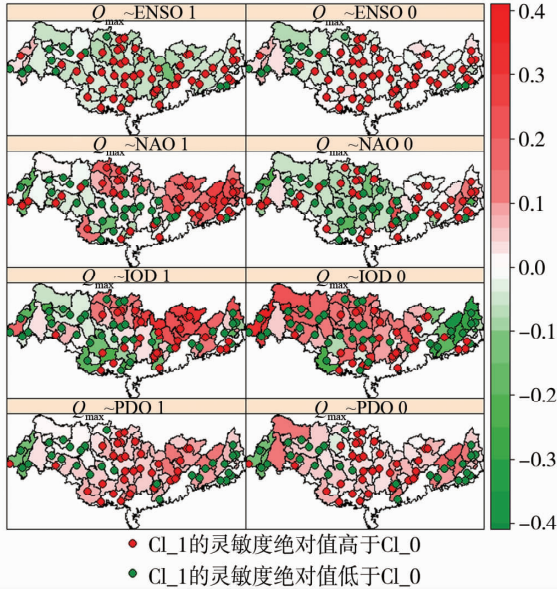 Qmax ~ENSO 1
Qmax ~ENSO 0
Qmax ~NAO 1
Qmax ~NAO 0
Qmax ~IOD 1
Qmax ~IOD 0
Qmax ~PDO 1
Qmax ~PDO 0
0.4
0.3
0.2
0.1
0.0
-0.1
-0.2
-0.3
-0.4
Cl_1的灵敏度绝对值高于Cl_0
Cl_1的灵敏度绝对值低于Cl_0